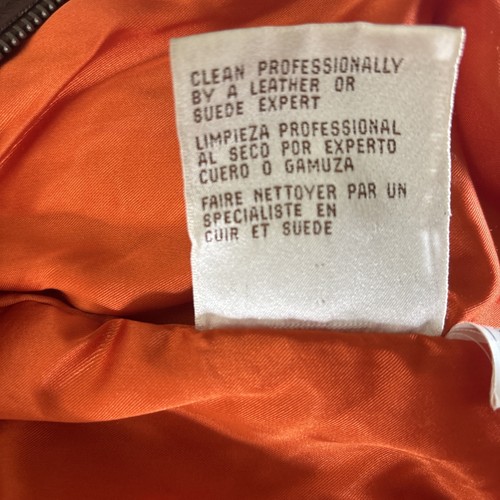 CLEAN PROFESSIONALLY
BY A LEATHER OR
SUEDE EXPERT
LIMPIEZA PROFESSIONAL
AL SECO POR EXPERTO
CUERO O GAMUZA
FAIRE NETTOYER PAR UN
SPECIALISTE EN
CUIR ET SUEDE